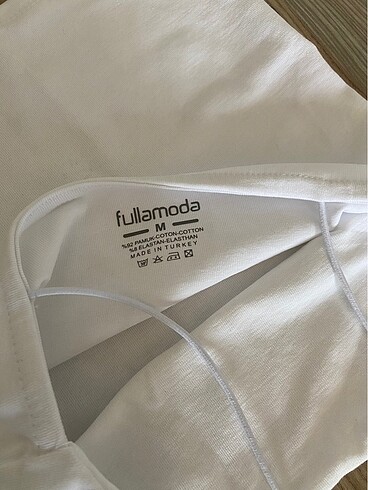 fullamoda
M
%92 PAMUK-COTON-COTTON
%8 ELASTAN-ELASTHAN
MADE IN TURKEY